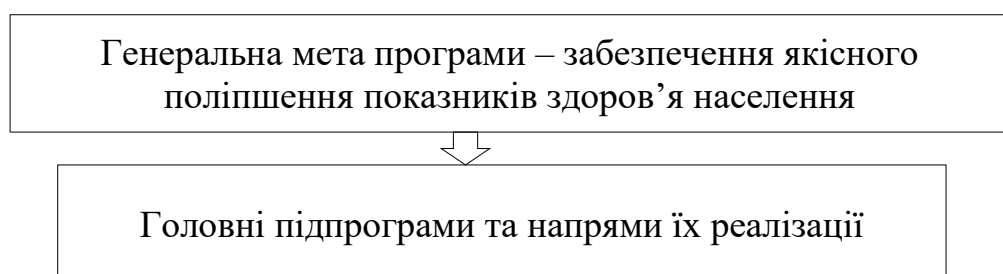 Генеральна мета програми – забезпечення якісного
поліпшення показників здоров’я населення
Головні підпрограми та напрями їх реалізації